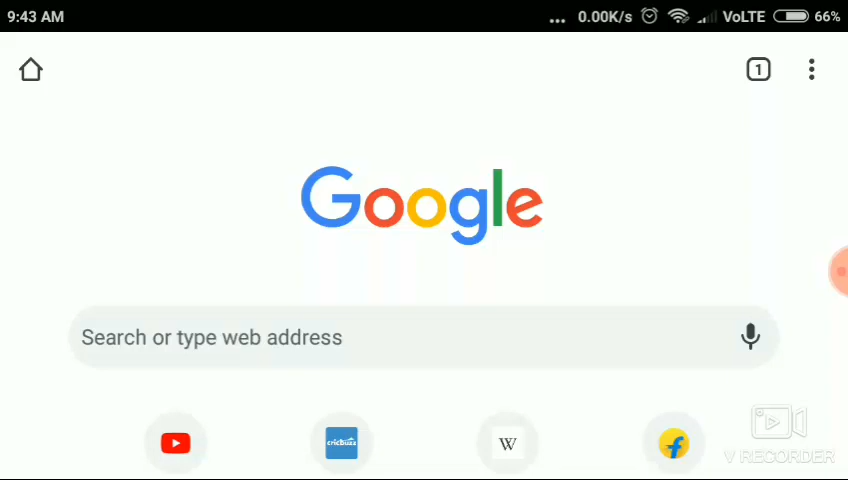 9:43 AM ... 0.00K/s VoLTE 66%
1
Google
Search or type web address
cricbuzz
W
f
V RECORDER